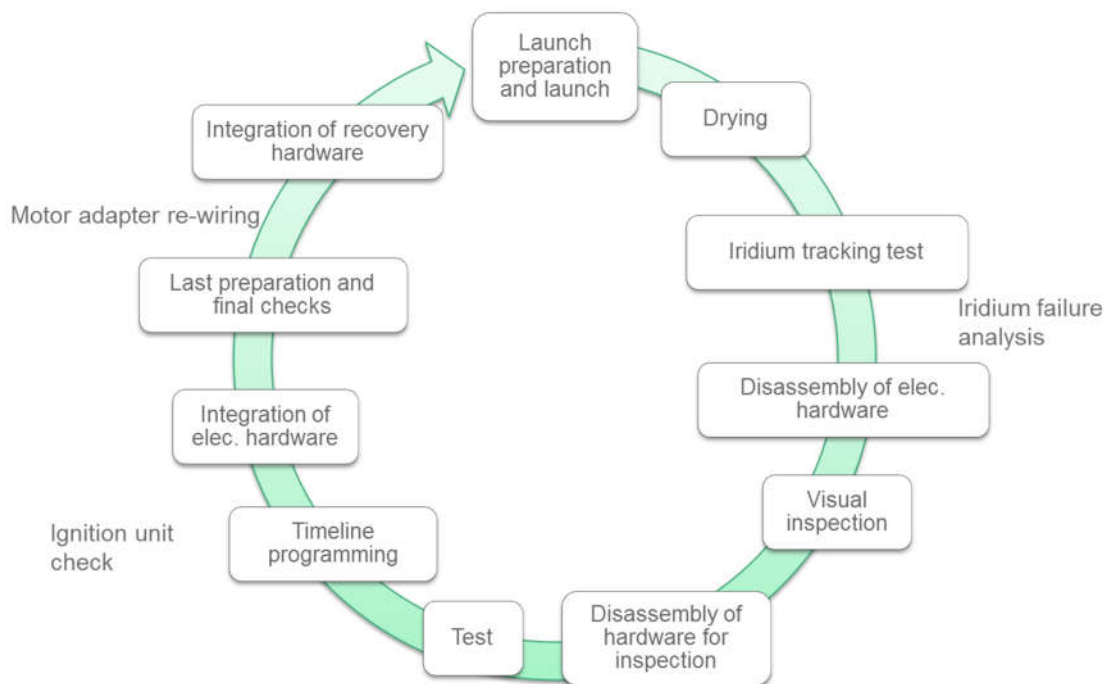 Launch
preparation
and launch
Drying
Iridium tracking test
Iridium failure
analysis
Disassembly of elec.
hardware
Visual
inspection
Disassembly of
hardware for
inspection
Test
Timeline
programming
Ignition unit
check
Integration of
elec. hardware
Last preparation and
final checks
Motor adapter re-wiring
Integration of recovery
hardware